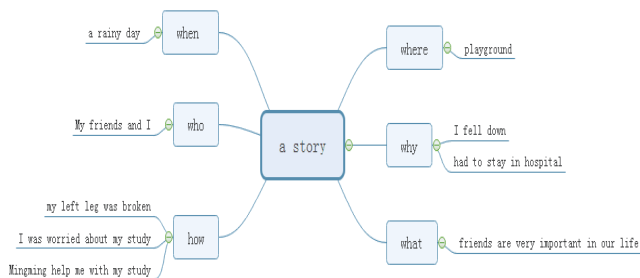 a rainy day
when
where
playground
My friends and I
who
a story
why
I fell down
had to stay in hospital
my left leg was broken
I was worried about my study
Mingming help me with my study
how
what
friends are very important in our life